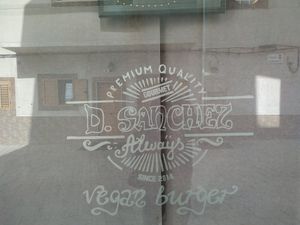 PREMIUM QUALITY
GOURMET
D. SANCHEZ
Always
SINCE 2014
vegan burger